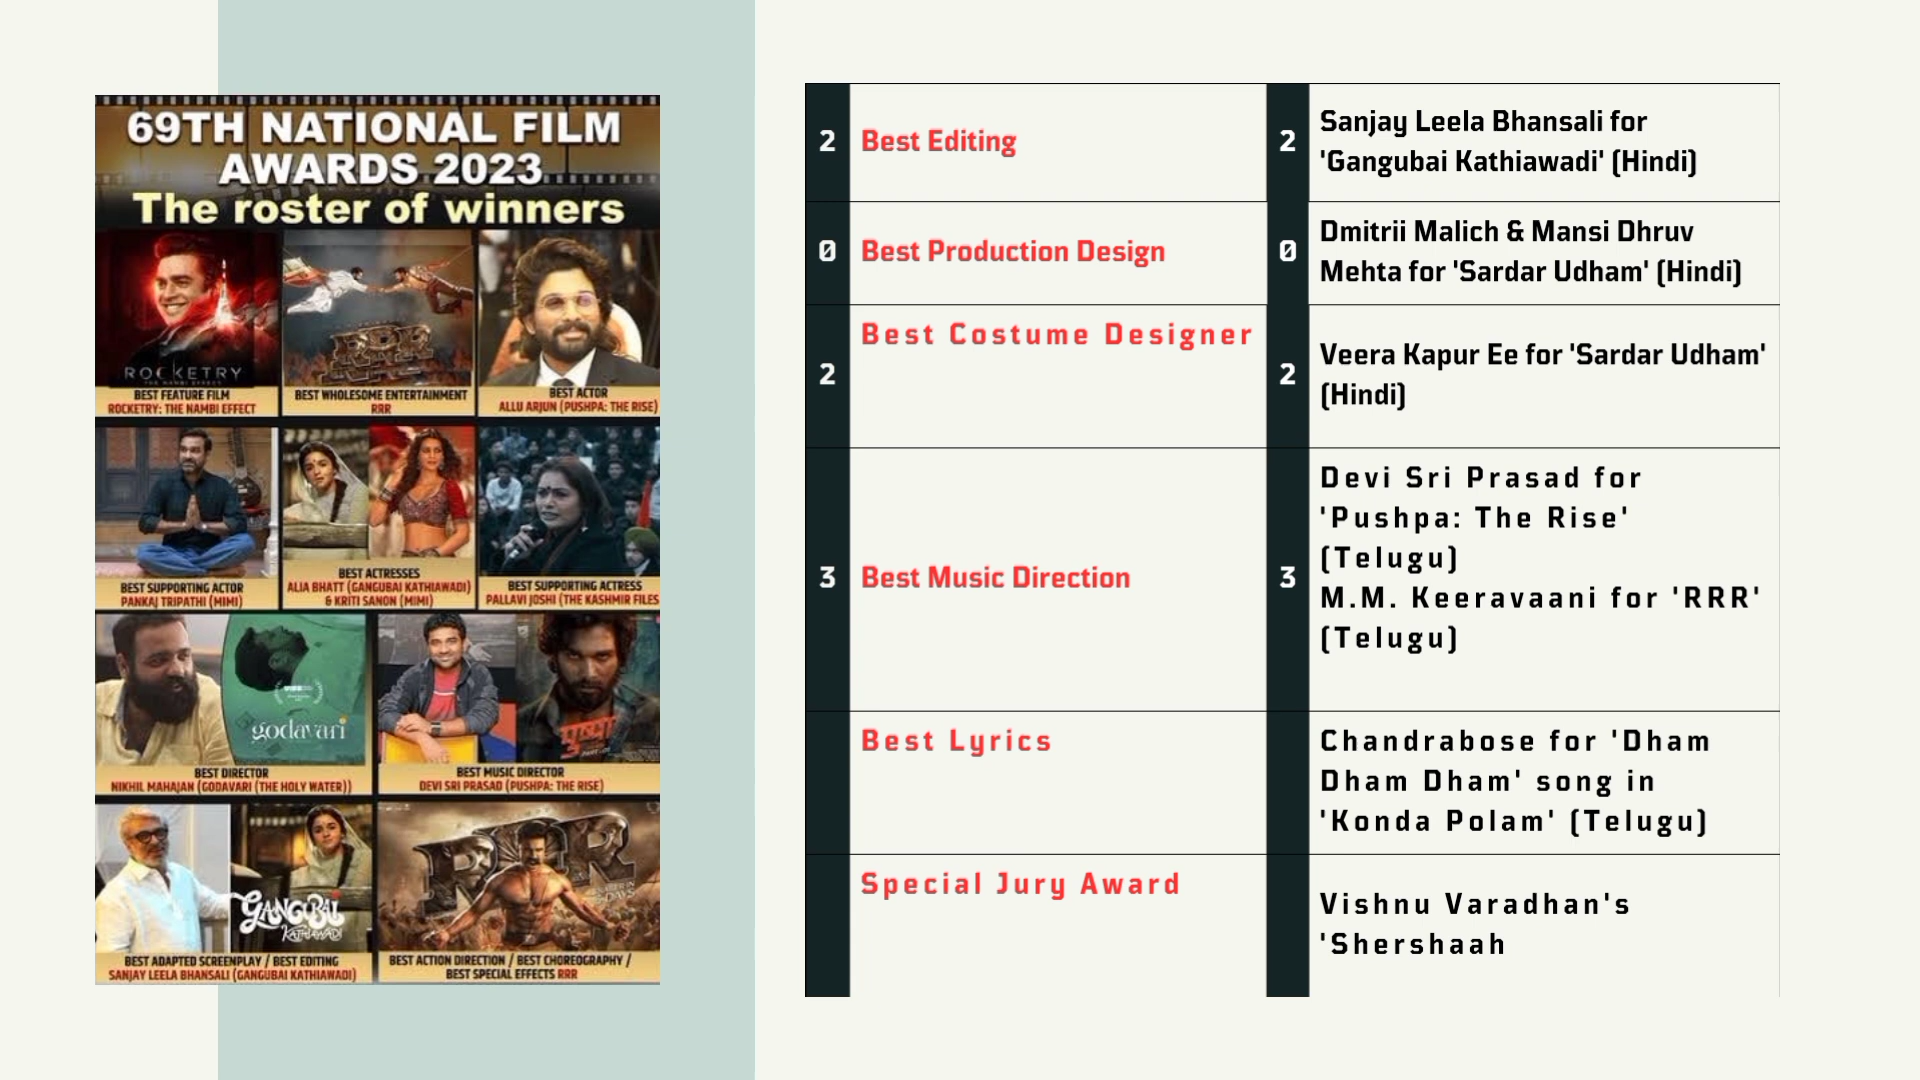 69TH NATIONAL FILM
AWARDS 2023
The roster of winners
ROCKETRY
THE NAMBI EFFECT
BEST FEATURE FILM
ROCKETRY: THE NAMBI EFFECT
RRR
BEST WHOLESOME ENTERTAINMENT
RRR
BEST ACTOR
ALLU ARJUN (PUSHPA: THE RISE)
BEST SUPPORTING ACTOR
PANKAJ TRIPATHI (MIMI)
BEST ACTRESSES
ALIA BHATT (GANGUBAI KATHIAWADI)
& KRITI SANON (MIMI)
BEST SUPPORTING ACTRESS
PALLAVI JOSHI (THE KASHMIR FILES
godavari
BEST DIRECTOR
NIKHIL MAHAJAN (GODAVARI (THE HOLY WATER))
पुष्पा
BEST MUSIC DIRECTOR
DEVI SRI PRASAD (PUSHPA: THE RISE)
GANGUBAI
KATHIAWADI
BEST ADAPTED SCREENPLAY / BEST EDITING
SANJAY LEELA BHANSALI (GANGUBAI KATHIAWADI)
RRR
BEST ACTION DIRECTION / BEST CHOREOGRAPHY /
BEST SPECIAL EFFECTS RRR
2 Best Editing 2 Sanjay Leela Bhansali for
'Gangubai Kathiawadi' (Hindi)
0 Best Production Design 0 Dmitrii Malich & Mansi Dhruv
Mehta for 'Sardar Udham' (Hindi)
2 Best Costume Designer 2 Veera Kapur Ee for 'Sardar Udham'
(Hindi)
3 Best Music Direction 3 Devi Sri Prasad for
'Pushpa: The Rise'
(Telugu)
M.M. Keeravaani for 'RRR'
(Telugu)
Best Lyrics Chandrabose for 'Dham
Dham Dham' song in
'Konda Polam' (Telugu)
Special Jury Award Vishnu Varadhan's
'Shershaah